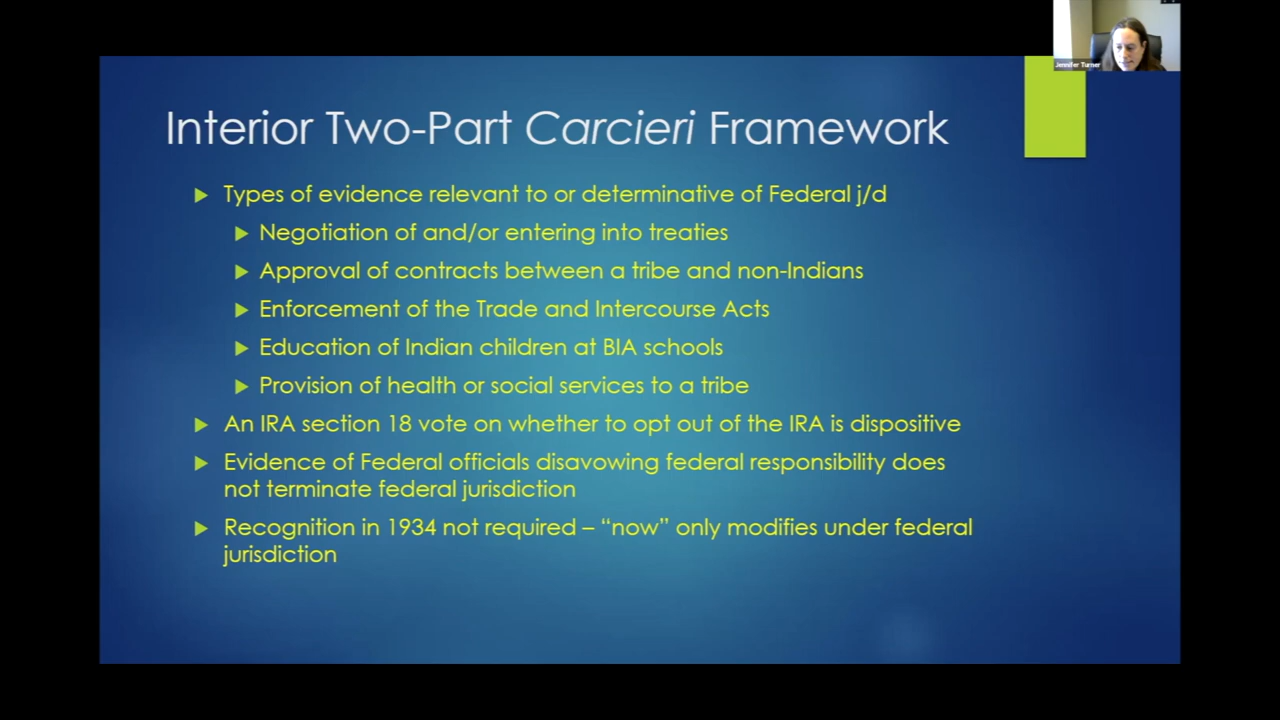 Jennifer Turner
Interior Two-Part Carcieri Framework
Types of evidence relevant to or determinative of Federal j/d
Negotiation of and/or entering into treaties
Approval of contracts between a tribe and non-Indians
Enforcement of the Trade and Intercourse Acts
Education of Indian children at BIA schools
Provision of health or social services to a tribe
An IRA section 18 vote on whether to opt out of the IRA is dispositive
Evidence of Federal officials disavowing federal responsibility does
not terminate federal jurisdiction
Recognition in 1934 not required – “now” only modifies under federal
jurisdiction